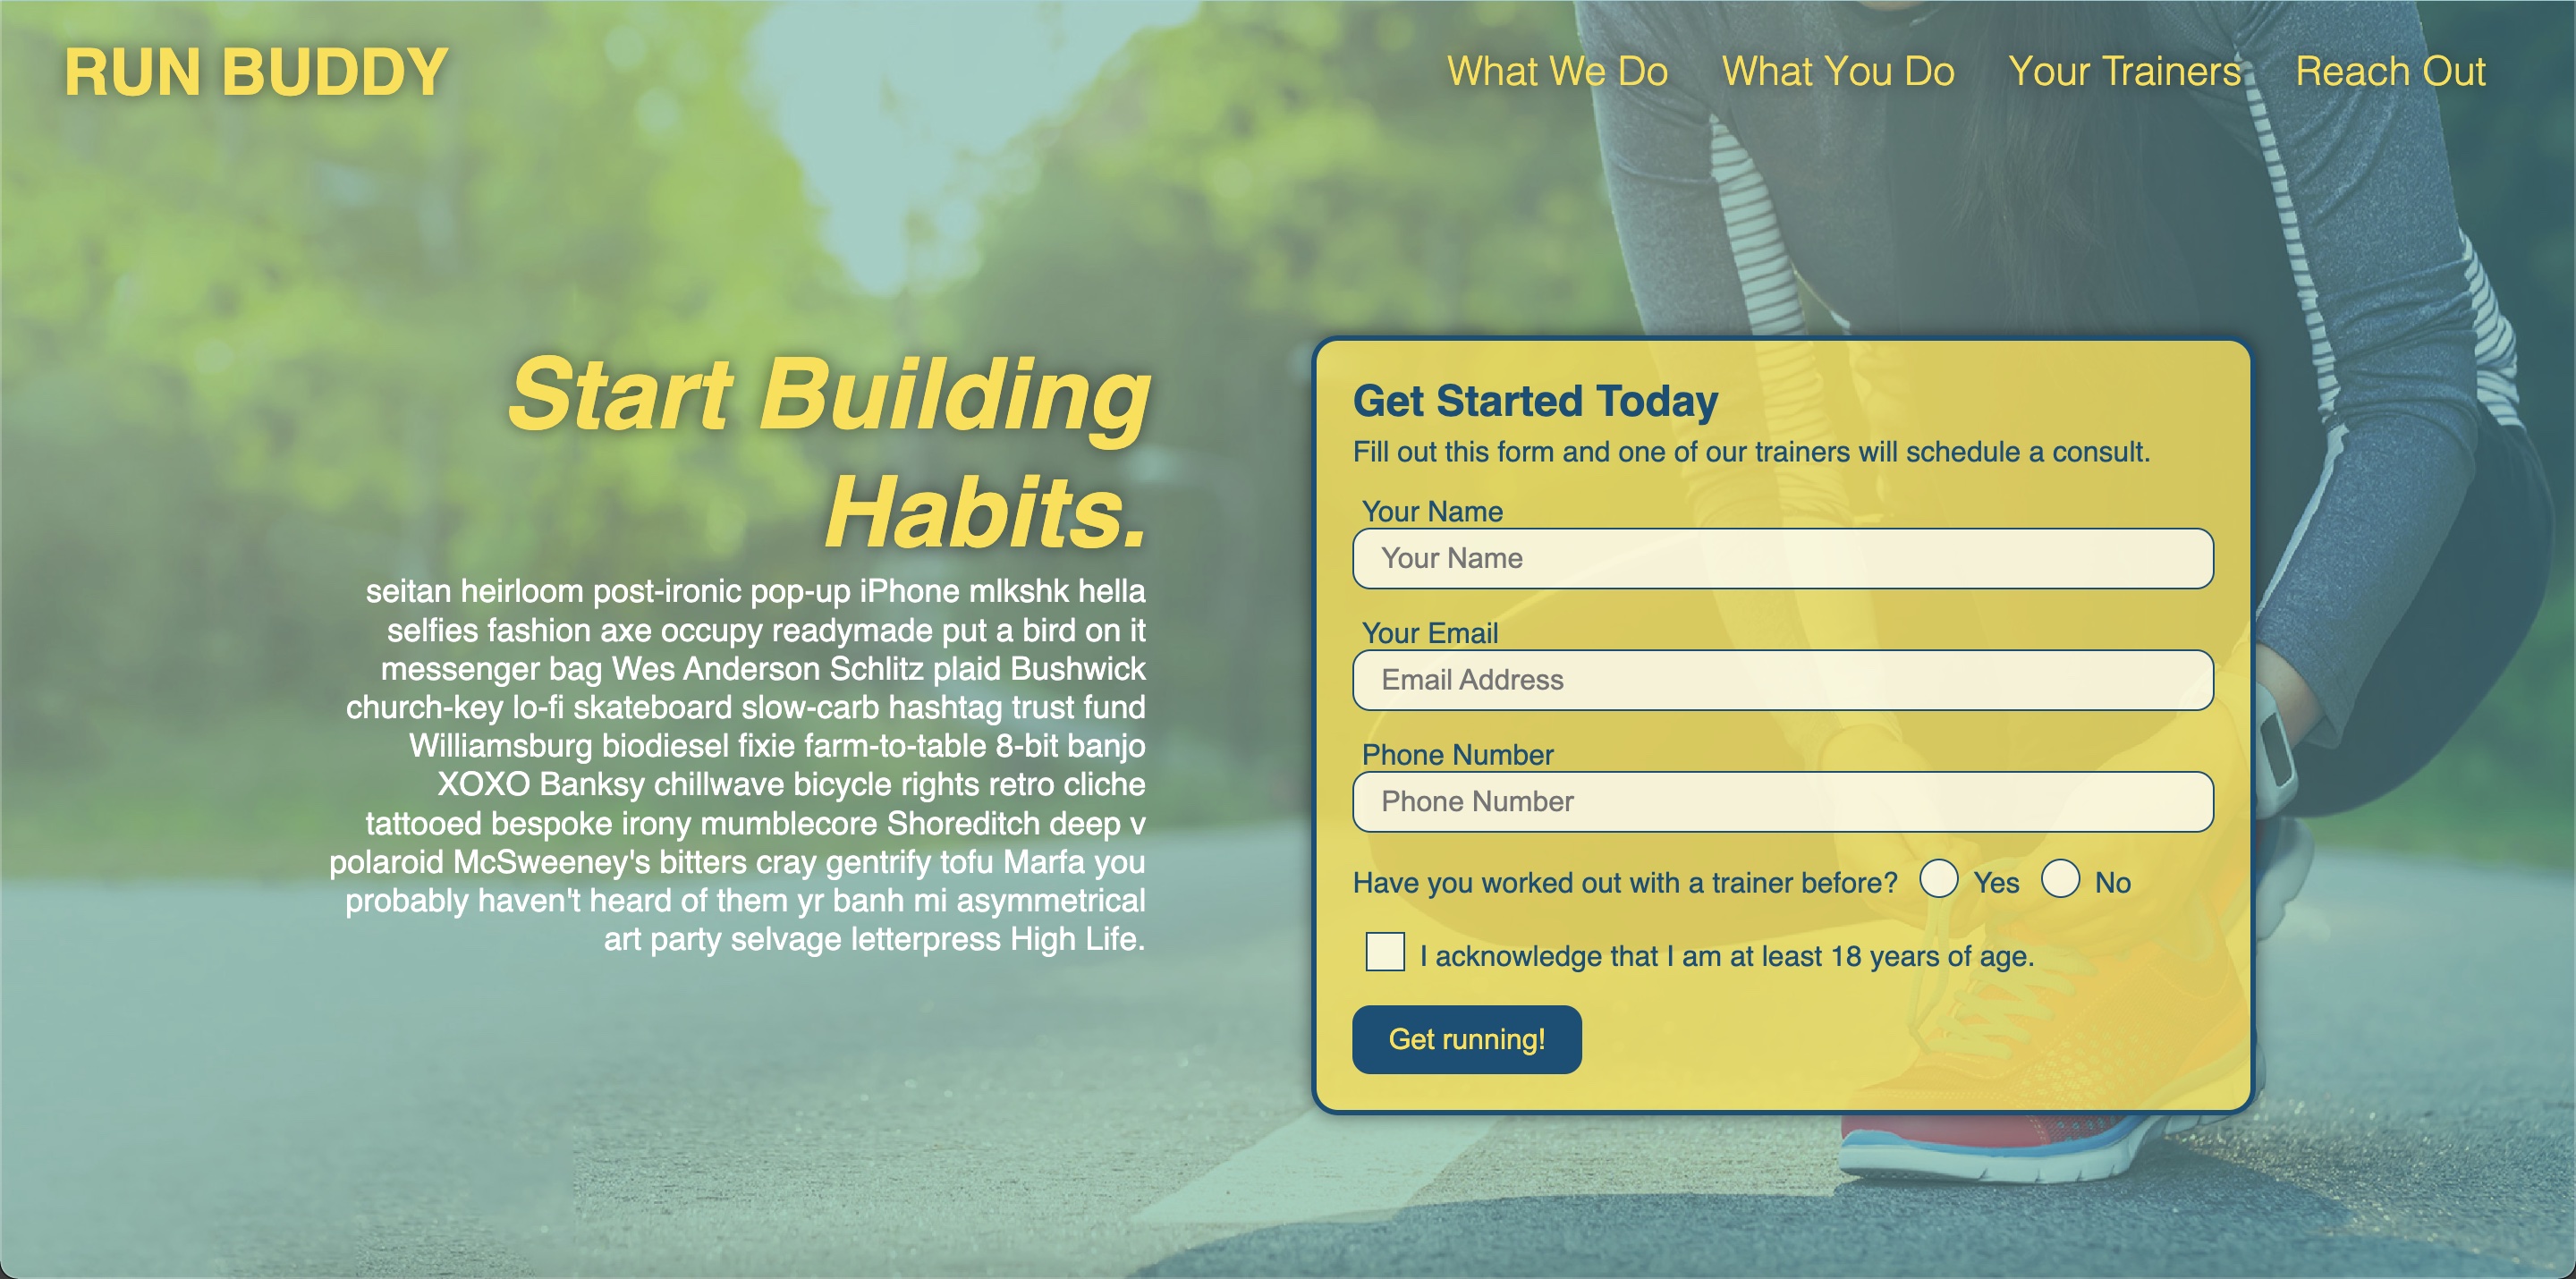 RUN BUDDY
What We Do
What You Do
Your Trainers
Reach Out
Start Building
Habits.
seitan heirloom post-ironic pop-up iPhone mlkshk hella
selfies fashion axe occupy readymade put a bird on it
messenger bag Wes Anderson Schlitz plaid Bushwick
church-key lo-fi skateboard slow-carb hashtag trust fund
Williamsburg biodiesel fixie farm-to-table 8-bit banjo
XOXO Banksy chillwave bicycle rights retro cliche
tattooed bespoke irony mumblecore Shoreditch deep v
polaroid McSweeney's bitters cray gentrify tofu Marfa you
probably haven't heard of them yr banh mi asymmetrical
art party selvage letterpress High Life.
Get Started Today
Fill out this form and one of our trainers will schedule a consult.
Your Name
Your Name
Your Email
Email Address
Phone Number
Phone Number
Have you worked out with a trainer before? Yes No
I acknowledge that I am at least 18 years of age.
Get running!